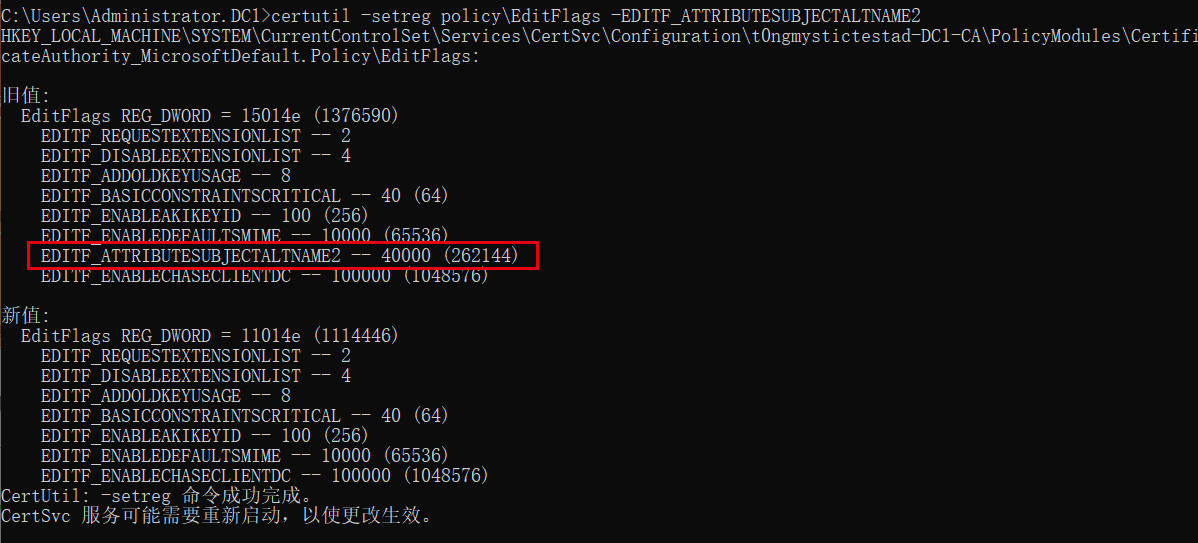 C:\Users\Administrator.DC1>certutil -setreg policy\EditFlags -EDITF_ATTRIBUTESUBJECTALTNAME2
HKEY_LOCAL_MACHINE\SYSTEM\CurrentControlSet\Services\CertSvc\Configuration\t0ngmystictestad-DC1-CA\PolicyModules\Certifi
cateAuthority_MicrosoftDefault.Policy\EditFlags:
旧值:
EditFlags REG_DWORD = 15014e (1376590)
EDITF_REQUESTEXTENSIONLIST -- 2
EDITF_DISABLEEXTENSIONLIST -- 4
EDITF_ADDOLDKEYUSAGE -- 8
EDITF_BASICCONSTRAINTSCRITICAL -- 40 (64)
EDITF_ENABLEAKIKEYID -- 100 (256)
EDITF_ENABLEDEFAULTSMIME -- 10000 (65536)
EDITF_ATTRIBUTESUBJECTALTNAME2 -- 40000 (262144)
EDITF_ENABLECHASECLIENTDC -- 100000 (1048576)
新值:
EditFlags REG_DWORD = 11014e (1114446)
EDITF_REQUESTEXTENSIONLIST -- 2
EDITF_DISABLEEXTENSIONLIST -- 4
EDITF_ADDOLDKEYUSAGE -- 8
EDITF_BASICCONSTRAINTSCRITICAL -- 40 (64)
EDITF_ENABLEAKIKEYID -- 100 (256)
EDITF_ENABLEDEFAULTSMIME -- 10000 (65536)
EDITF_ENABLECHASECLIENTDC -- 100000 (1048576)
CertUtil: -setreg 命令成功完成。
CertSvc 服务可能需要重新启动，以使更改生效。